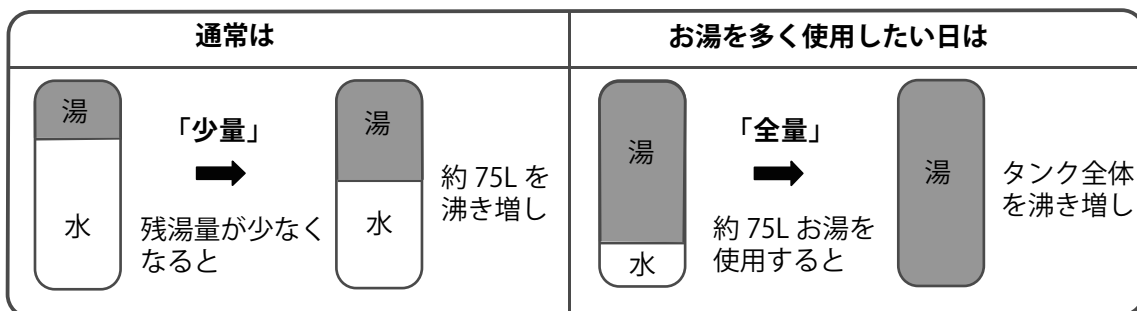 通常は
湯
水
「少量」
残湯量が少なく
なると
湯
水
約 75L を
沸き増し
お湯を多く使用したい日は
湯
水
「全量」
約 75L お湯を
使用すると
湯
タンク全体
を沸き増し